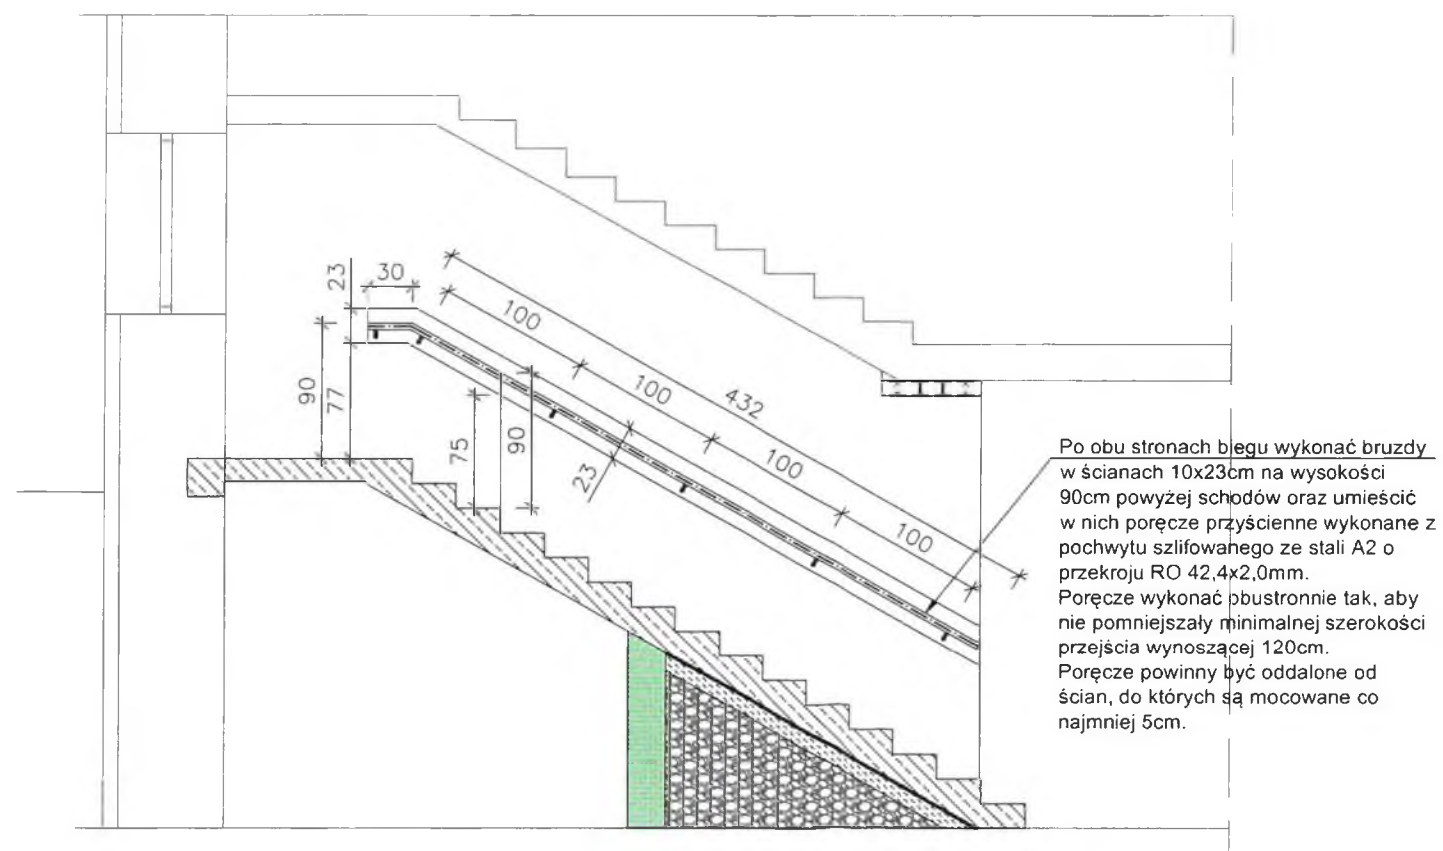 23
30
100
90
77
100
432
75
90
23
100
100
Po obu stronach biegu wykonać bruzdy
w ścianach 10x23cm na wysokości
90cm powyżej schodów oraz umieścić
w nich poręcze przyścienne wykonane z
pochwytu szlifowanego ze stali A2 o
przekroju RO 42,4x2,0mm.
Poręcze wykonać obustronnie tak, aby
nie pomniejszały minimalnej szerokości
przejścia wynoszącej 120cm.
Poręcze powinny być oddalone od
ścian, do których są mocowane co
najmniej 5cm.